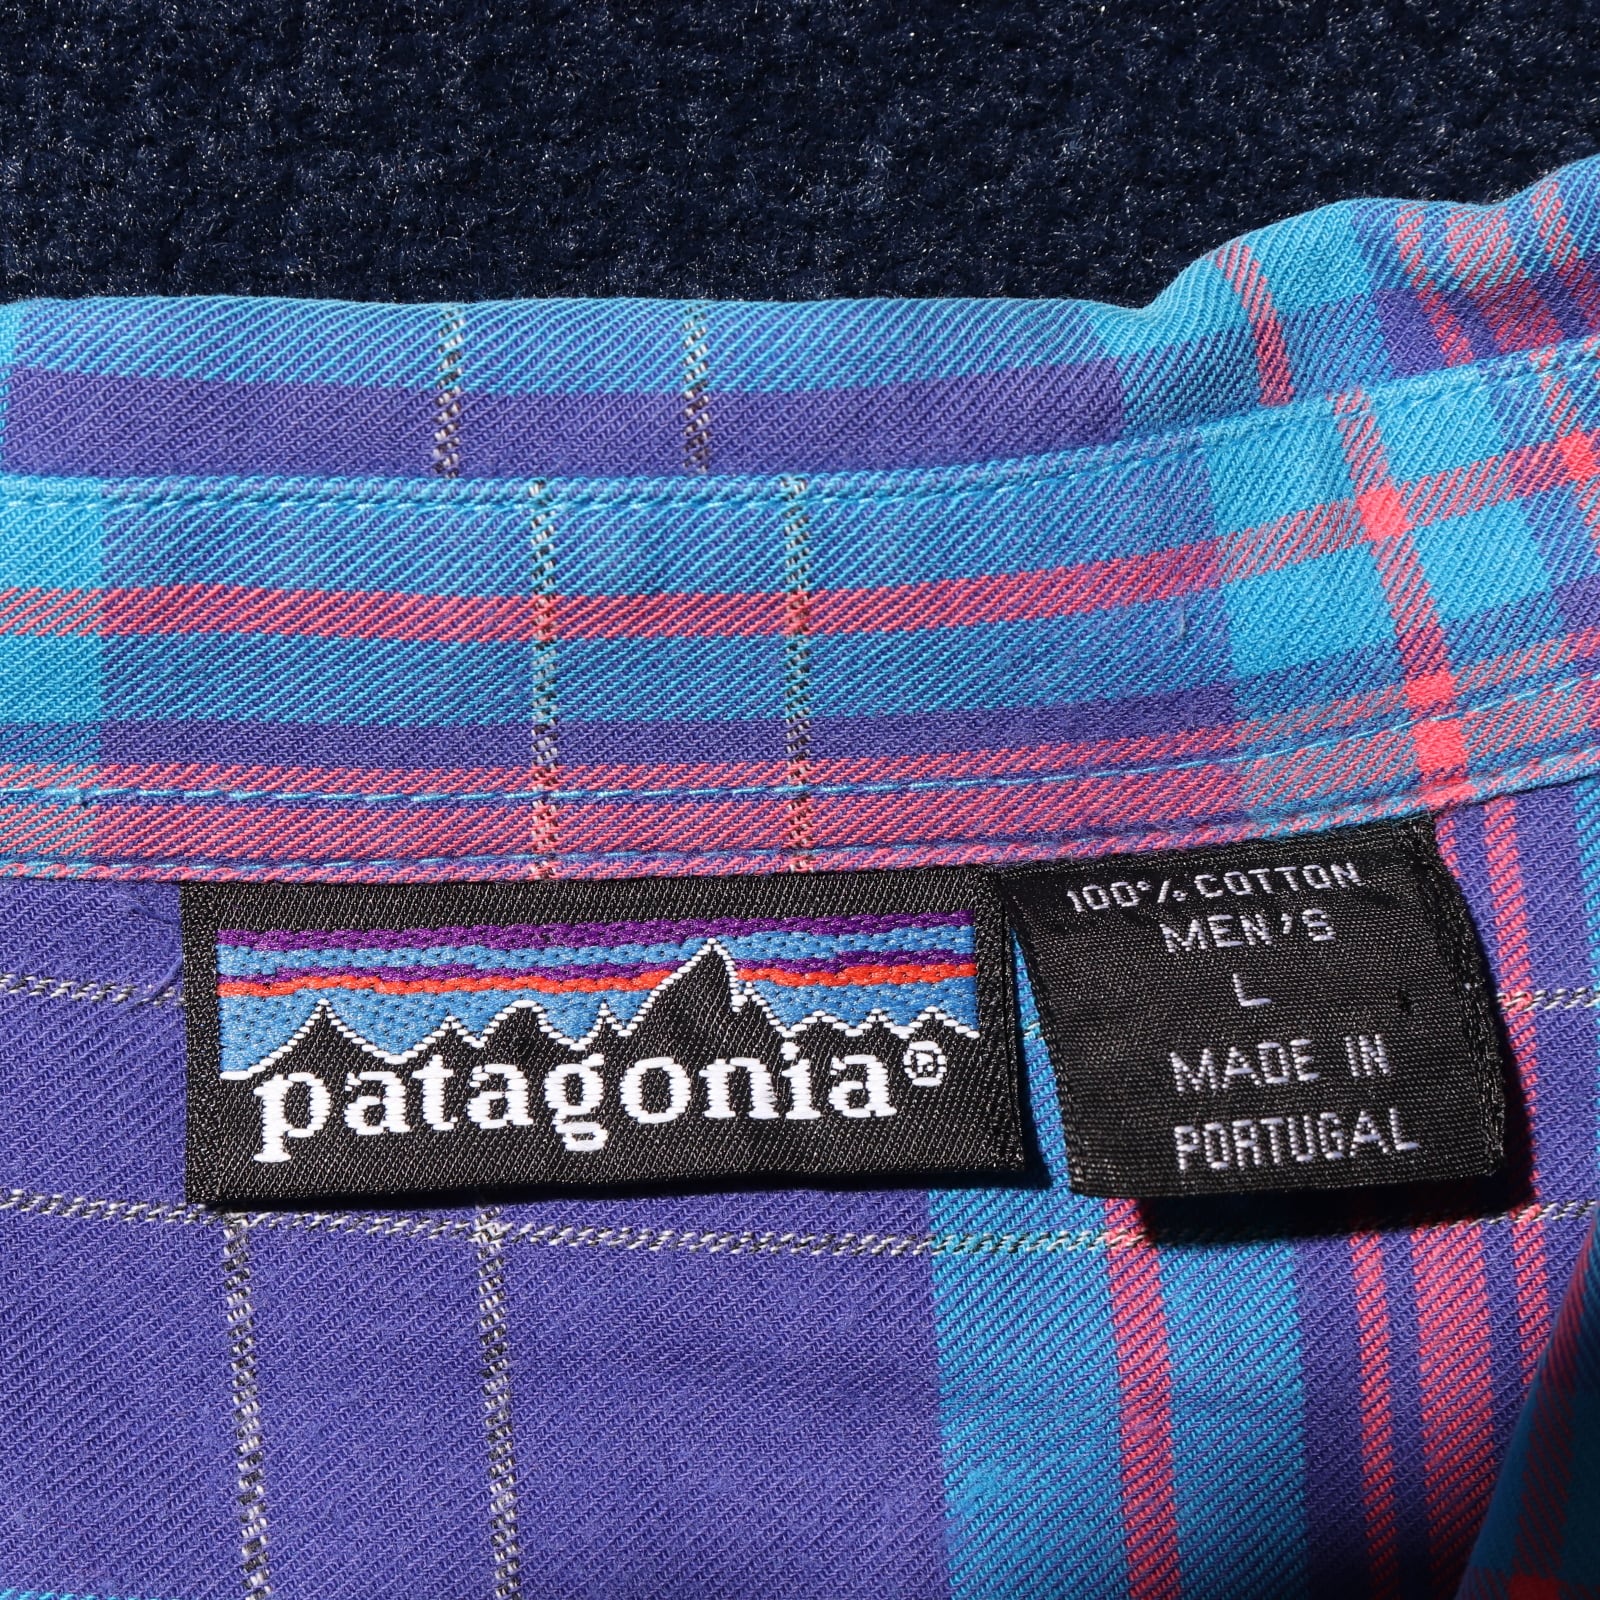 patagonia®
100% COTTON
MEN'S
L
MADE IN
PORTUGAL